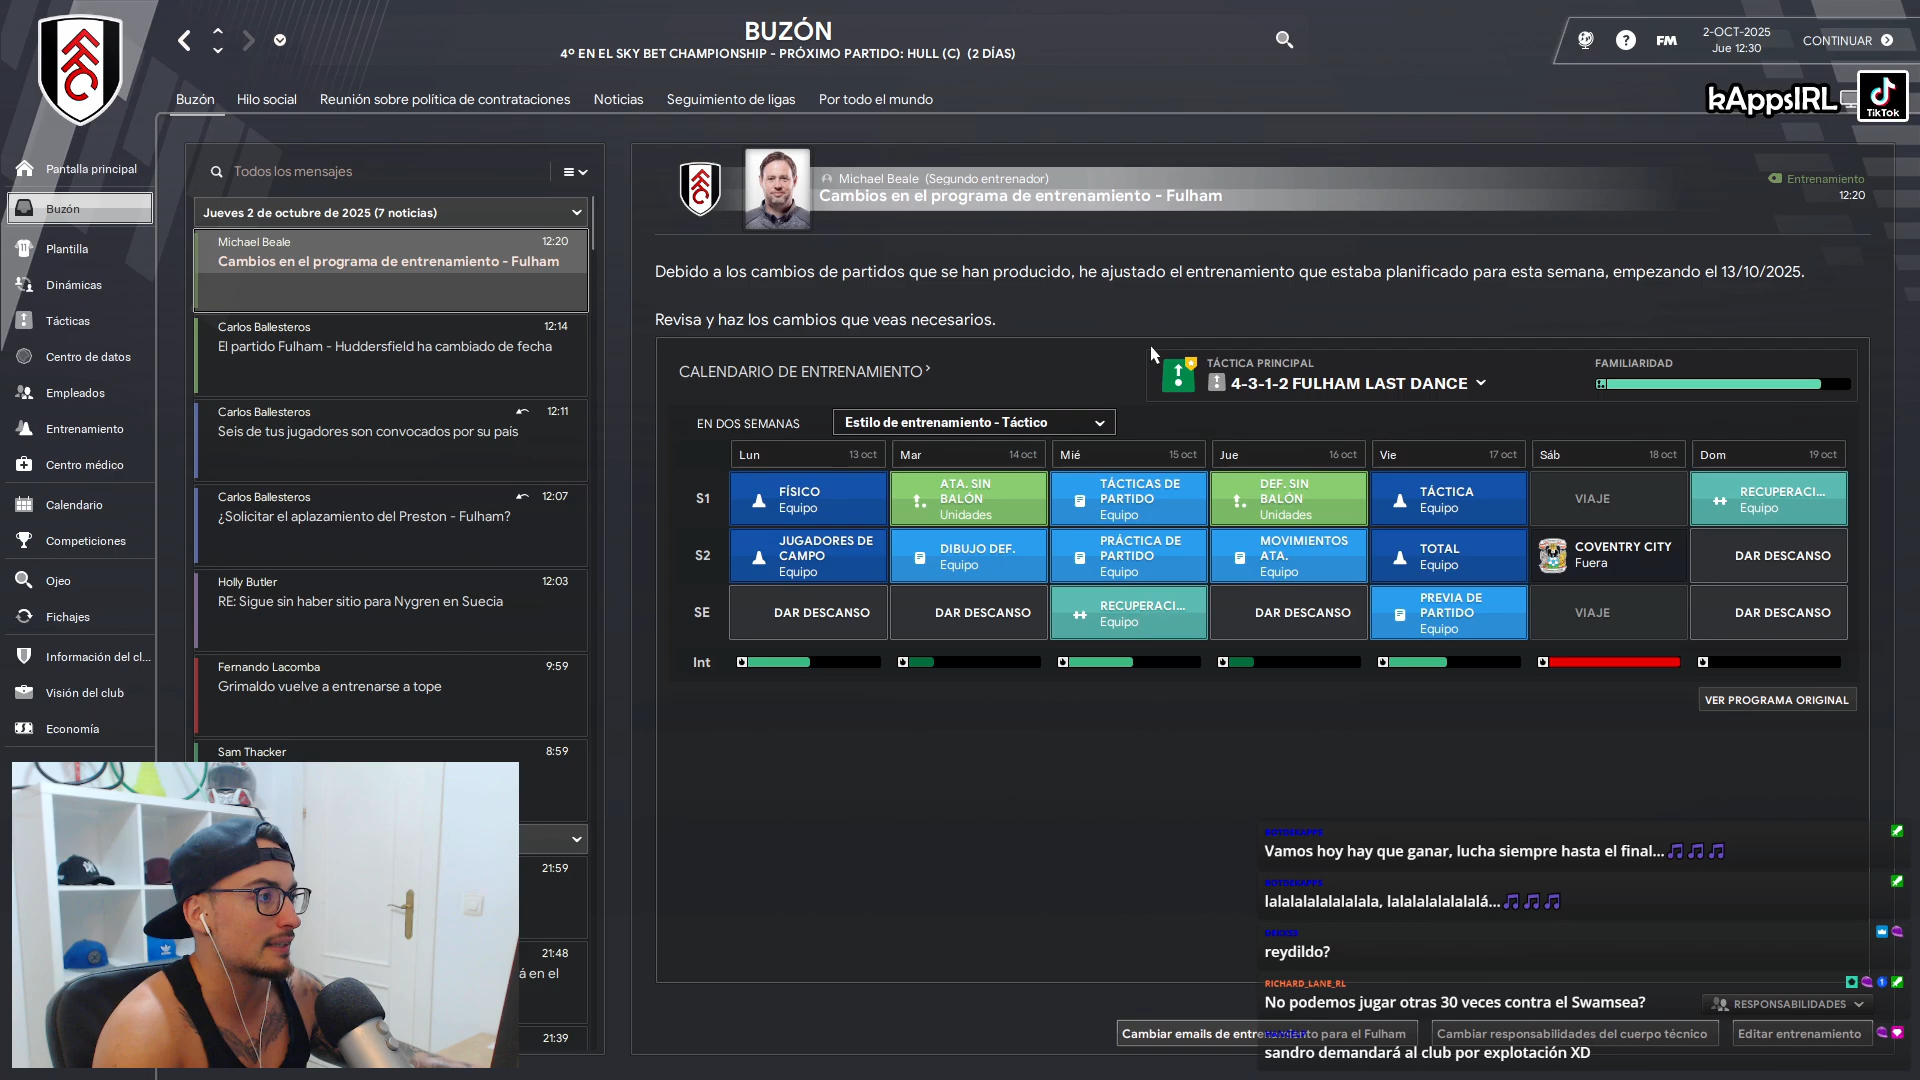 BUZÓN
4º EN EL SKY BET CHAMPIONSHIP - PRÓXIMO PARTIDO: HULL (C) (2 DÍAS)
FM
2-OCT-2025
Jue 12:30
CONTINUAR
kAppsIRL
TikTok
Buzón
Hilo social
Reunión sobre política de contrataciones
Noticias
Seguimiento de ligas
Por todo el mundo
Pantalla principal
Buzón
Plantilla
Dinámicas
Tácticas
Centro de datos
Empleados
Entrenamiento
Centro médico
Calendario
Competiciones
Ojeo
Fichajes
Información del cl...
Visión del club
Economía
Todos los mensajes
Jueves 2 de octubre de 2025 (7 noticias)
Michael Beale 12:20
Cambios en el programa de entrenamiento - Fulham
Carlos Ballesteros 12:14
El partido Fulham - Huddersfield ha cambiado de fecha
Carlos Ballesteros 12:11
Seis de tus jugadores son convocados por su país
Carlos Ballesteros 12:07
¿Solicitar el aplazamiento del Preston - Fulham?
Holly Butler 12:03
RE: Sigue sin haber sitio para Nygren en Suecia
Fernando Lacomba 9:59
Grimaldo vuelve a entrenarse a tope
Sam Thacker 8:59
21:59
21:48
á en el
21:39
Michael Beale (Segundo entrenador)
Cambios en el programa de entrenamiento - Fulham
Entrenamiento
12:20
Debido a los cambios de partidos que se han producido, he ajustado el entrenamiento que estaba planificado para esta semana, empezando el 13/10/2025.
Revisa y haz los cambios que veas necesarios.
CALENDARIO DE ENTRENAMIENTO
TÁCTICA PRINCIPAL
4-3-1-2 FULHAM LAST DANCE
FAMILIARIDAD
EN DOS SEMANAS
Estilo de entrenamiento - Táctico
Lun 13 oct
Mar 14 oct
Mié 15 oct
Jue 16 oct
Vie 17 oct
Sáb 18 oct
Dom 19 oct
S1
FÍSICO
Equipo
ATA. SIN
BALÓN
Unidades
TÁCTICAS DE
PARTIDO
Equipo
DEF. SIN
BALÓN
Unidades
TÁCTICA
Equipo
VIAJE
RECUPERACI...
Equipo
S2
JUGADORES DE
CAMPO
Equipo
DIBUJO DEF.
Equipo
PRÁCTICA DE
PARTIDO
Equipo
MOVIMIENTOS
ATA.
Equipo
TOTAL
Equipo
COVENTRY CITY
Fuera
DAR DESCANSO
SE
DAR DESCANSO
DAR DESCANSO
RECUPERACI...
Equipo
DAR DESCANSO
PREVIA DE
PARTIDO
Equipo
VIAJE
DAR DESCANSO
Int
VER PROGRAMA ORIGINAL
Vamos hoy hay que ganar, lucha siempre hasta el final...
lalalalalalalala, lalalalalalalalá...
reydildo?
RICHARD_LANE_RL
No podemos jugar otras 30 veces contra el Swamsea?
RESPONSABILIDADES
Cambiar emails de entrenamiento para el Fulham
Cambiar responsabilidades del cuerpo técnico
Editar entrenamiento
sandro demandará al club por explotación XD